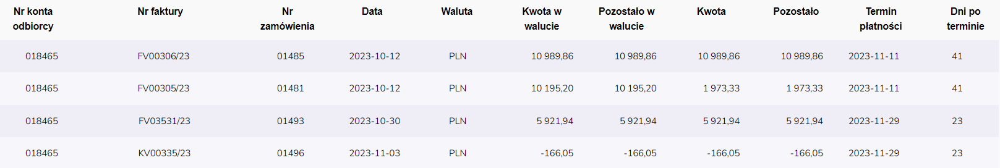 Nr konta odbiorcy Nr faktury Nr zamówienia Data Waluta Kwota w walucie Pozostało w walucie Kwota Pozostało Termin płatności Dni po terminie
018465 FV00306/23 01485 2023-10-12 PLN 10 989,86 10 989,86 10 989,86 10 989,86 2023-11-11 41
018465 FV00305/23 01481 2023-10-12 PLN 10 195,20 10 195,20 1 973,33 1 973,33 2023-11-11 41
018465 FV03531/23 01493 2023-10-30 PLN 5 921,94 5 921,94 5 921,94 5 921,94 2023-11-29 23
018465 KV00335/23 01496 2023-11-03 PLN -166,05 -166,05 -166,05 -166,05 2023-11-29 23